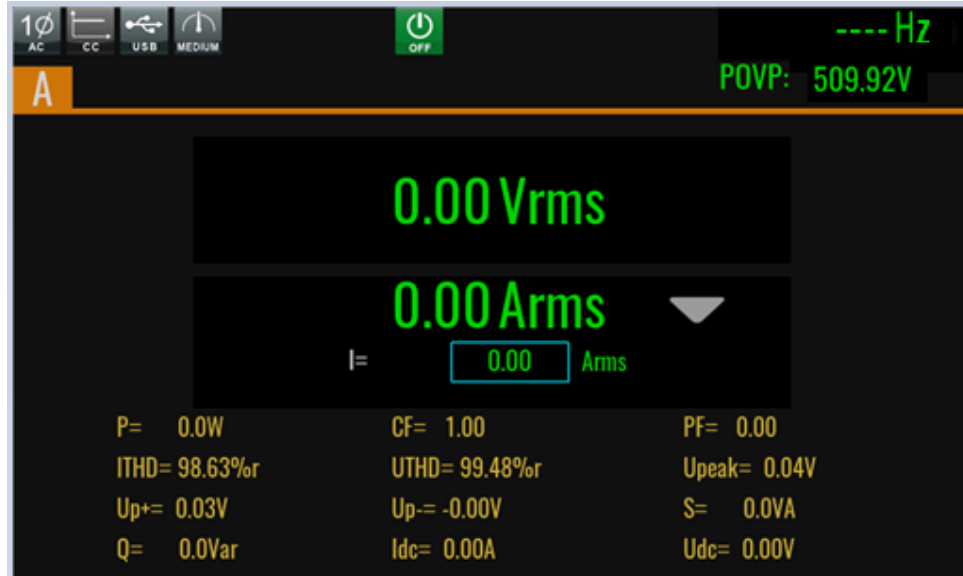 1Ø AC CC USB MEDIUM OFF ---- Hz
A POVP: 509.92V
0.00 Vrms
0.00 Arms
I= 0.00 Arms
P= 0.0W CF= 1.00 PF= 0.00
ITHD= 98.63%r UTHD= 99.48%r Upeak= 0.04V
Up+= 0.03V Up-= -0.00V S= 0.0VA
Q= 0.0Var Idc= 0.00A Udc= 0.00V